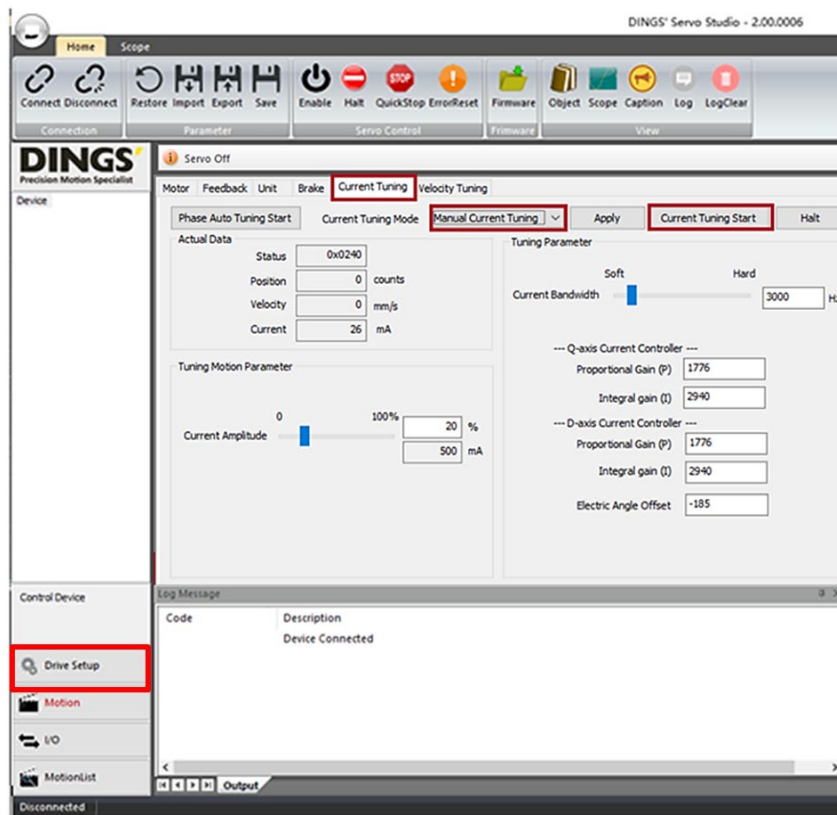 DINGS' Servo Studio - 2.00.0006
Home Scope
Connect Disconnect Restore Import Export Save Enable Halt STOP QuickStop ErrorReset Firmware Object Scope Caption Log LogClear
Connection Parameter Servo Control Frimware View
DINGS'
Precision Motion Specialist
Servo Off
Device
Motor Feedback Unit Brake Current Tuning Velocity Tuning
Phase Auto Tuning Start Current Tuning Mode Manual Current Tuning Apply Current Tuning Start Halt
Actual Data
Status 0x0240
Position 0 counts
Velocity 0 mm/s
Current 26 mA
Tuning Motion Parameter
0 100%
Current Amplitude 20 %
500 mA
Tuning Parameter
Soft Hard
Current Bandwidth 3000 Hz
--- Q-axis Current Controller ---
Proportional Gain (P) 1776
Integral gain (I) 2940
--- D-axis Current Controller ---
Proportional Gain (P) 1776
Integral gain (I) 2940
Electric Angle Offset -185
Control Device
Drive Setup
Motion
I/O
MotionList
Log Message
Code Description
Device Connected
Output
Disconnected